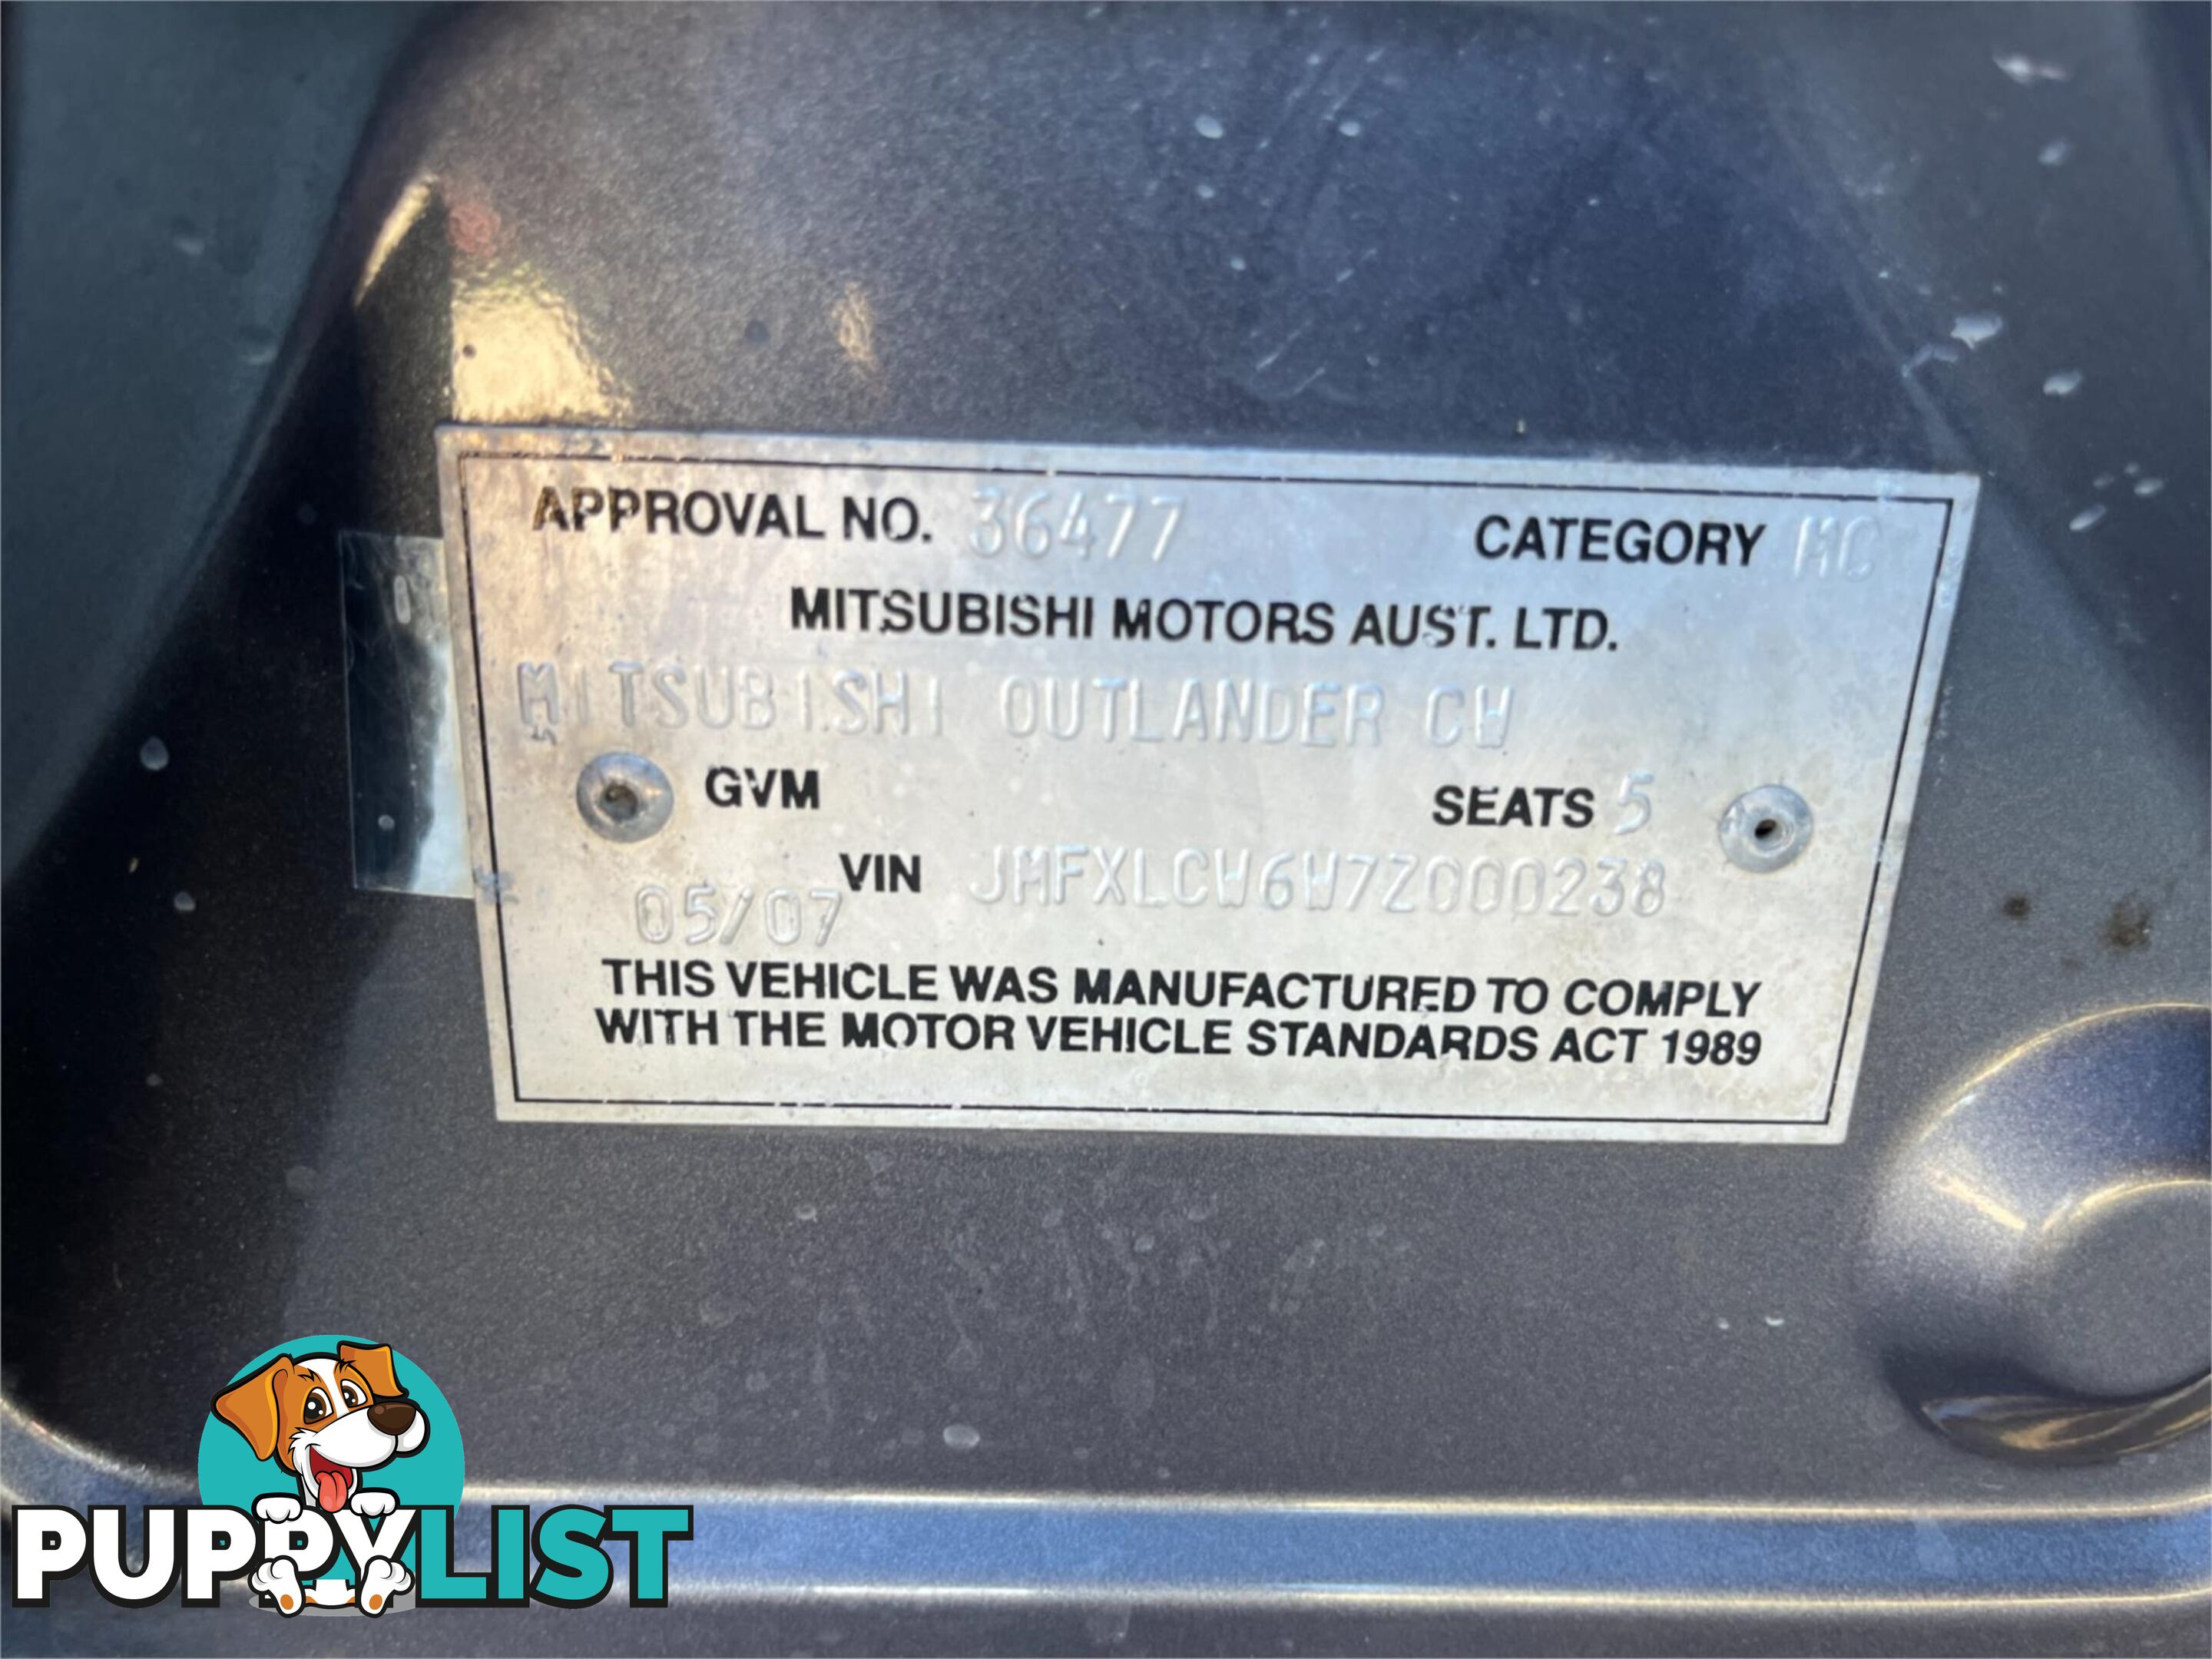 APPROVAL NO. 36477 CATEGORY MC
MITSUBISHI MOTORS AUST. LTD.
MITSUBISHI OUTLANDER CW
GVM SEATS 5
VIN JMFXLCW6W7Z000238
05/07
THIS VEHICLE WAS MANUFACTURED TO COMPLY
WITH THE MOTOR VEHICLE STANDARDS ACT 1989
PUPPYLIST